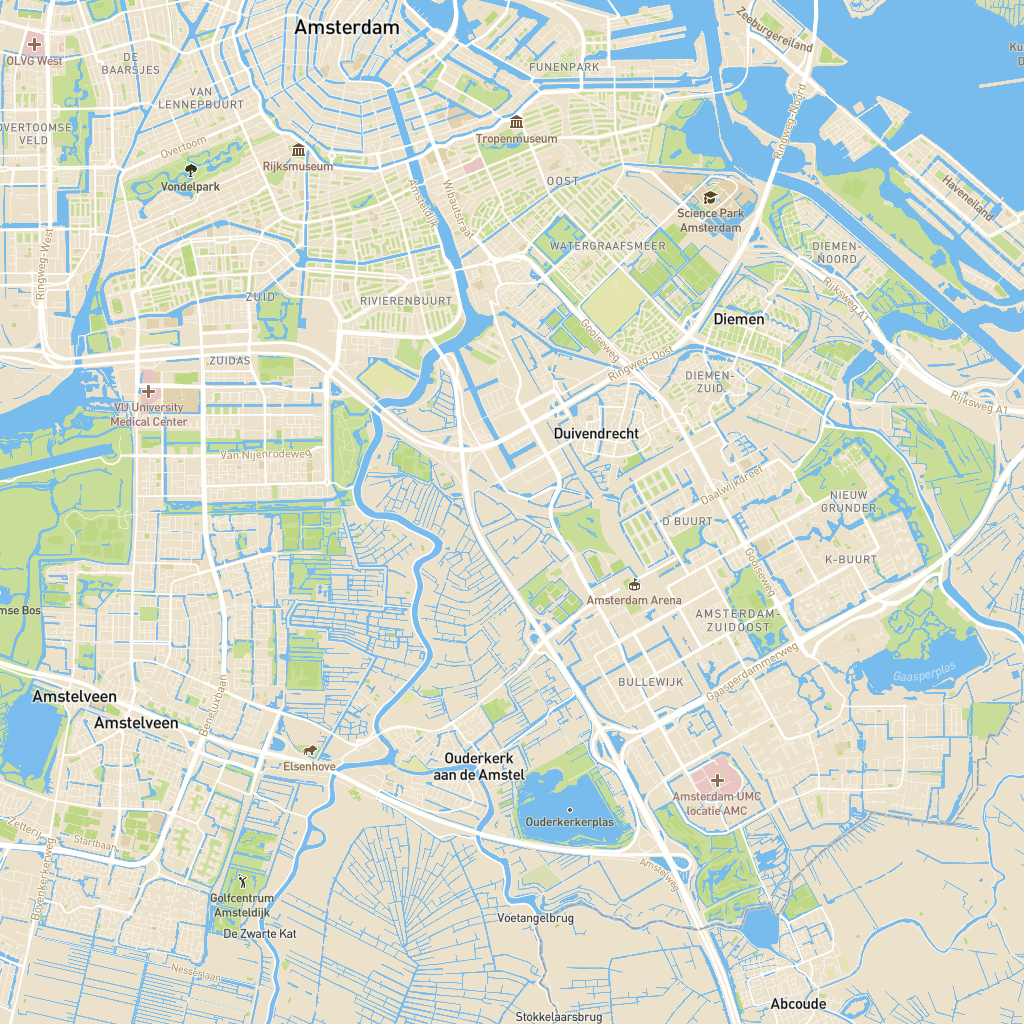 Amsterdam
Zeeburgereiland
OLVG West
DE
BAARSJES
FUNENPARK
Ku
D
VAN
LENNEPBUURT
Ringweg-Noord
OVERTOOMSE
VELD
Overtoom
Tropenmuseum
Rijksmuseum
Vondelpark
OOST
Haveneiland
Amsteldijk
Wibautstraat
Science Park
Amsterdam
WATERGRAAFSMEER
DIEMEN-
NOORD
Ringweg-West
ZUID
RIVIERENBUURT
Rijksweg A1
Diemen
Gooiseweg
ZUIDAS
Ringweg-Oost
DIEMEN-
ZUID
VU University
Medical Center
Rijksweg A1
Duivendrecht
Van Nijenrodeweg
Daalwijkdreef
NIEUW
GRUNDER
D BUURT
K-BUURT
Gooiseweg
Amsterdam Arena
mse Bos
AMSTERDAM-
ZUIDOOST
Gaasperplas
Gaasperdammerweg
BULLEWIJK
Amstelveen
Amstelveen
Beneluxbaan
Elsenhove
Ouderkerk
aan de Amstel
Amsterdam UMC
locatie AMC
Ouderkerkerplas
Zetterij
Startbaan
Bovenkerkerweg
Amstelweg
Golfcentrum
Amsteldijk
De Zwarte Kat
Voetangelbrug
Nesserlaan
Abcoude
Stokkelaarsbrug